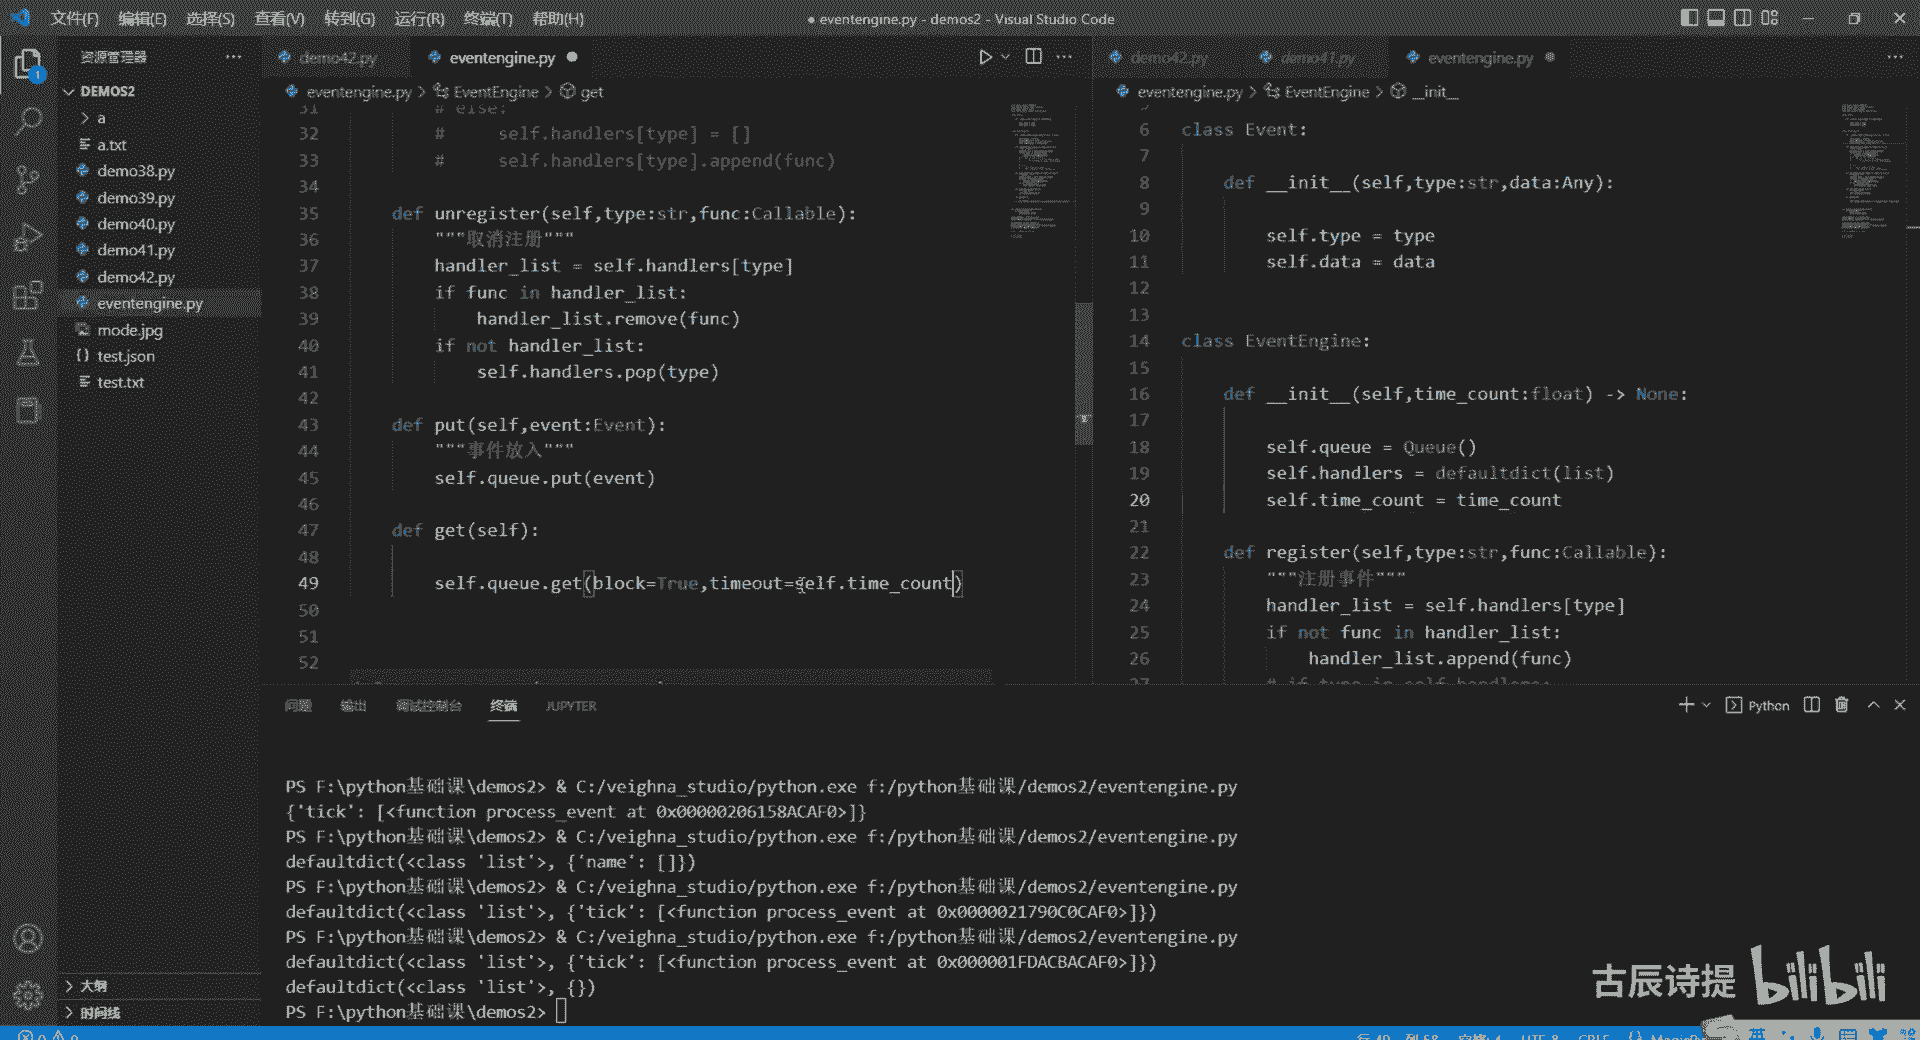 文件(F) 编辑(E) 选择(S) 查看(V) 转到(G) 运行(R) 终端(T) 帮助(H)
● eventengine.py - demos2 - Visual Studio Code
资源管理器
DEMOS2
a
a.txt
demo38.py
demo39.py
demo40.py
demo41.py
demo42.py
eventengine.py
mode.jpg
test.json
test.txt
大纲
时间线
demo42.py eventengine.py
eventengine.py > EventEngine > get
31 # else:
32 # self.handlers[type] = []
33 # self.handlers[type].append(func)
34
35 def unregister(self,type:str,func:Callable):
36 """取消注册"""
37 handler_list = self.handlers[type]
38 if func in handler_list:
39 handler_list.remove(func)
40 if not handler_list:
41 self.handlers.pop(type)
42
43 def put(self,event:Event):
44 """事件放入"""
45 self.queue.put(event)
46
47 def get(self):
48
49 self.queue.get(block=True,timeout=self.time_count)
50
51
52
demo42.py demo41.py eventengine.py
eventengine.py > EventEngine > __init__
6 class Event:
7
8 def __init__(self,type:str,data:Any):
9
10 self.type = type
11 self.data = data
12
13
14 class EventEngine:
15
16 def __init__(self,time_count:float) -> None:
17
18 self.queue = Queue()
19 self.handlers = defaultdict(list)
20 self.time_count = time_count
21
22 def register(self,type:str,func:Callable):
23 """注册事件"""
24 handler_list = self.handlers[type]
25 if not func in handler_list:
26 handler_list.append(func)
27 # if type in self.handlers:
问题 输出 调试控制台 终端 JUPYTER
Python
PS F:\python基础课\demos2> & C:/veighna_studio/python.exe f:/python基础课/demos2/eventengine.py
{'tick': [<function process_event at 0x00000206158ACAF0>]}
PS F:\python基础课\demos2> & C:/veighna_studio/python.exe f:/python基础课/demos2/eventengine.py
defaultdict(<class 'list'>, {'name': []})
PS F:\python基础课\demos2> & C:/veighna_studio/python.exe f:/python基础课/demos2/eventengine.py
defaultdict(<class 'list'>, {'tick': [<function process_event at 0x0000021790C0CAF0>]})
PS F:\python基础课\demos2> & C:/veighna_studio/python.exe f:/python基础课/demos2/eventengine.py
defaultdict(<class 'list'>, {'tick': [<function process_event at 0x000001FDACBACAF0>]})
defaultdict(<class 'list'>, {})
PS F:\python基础课\demos2>
古辰诗提 bilibili